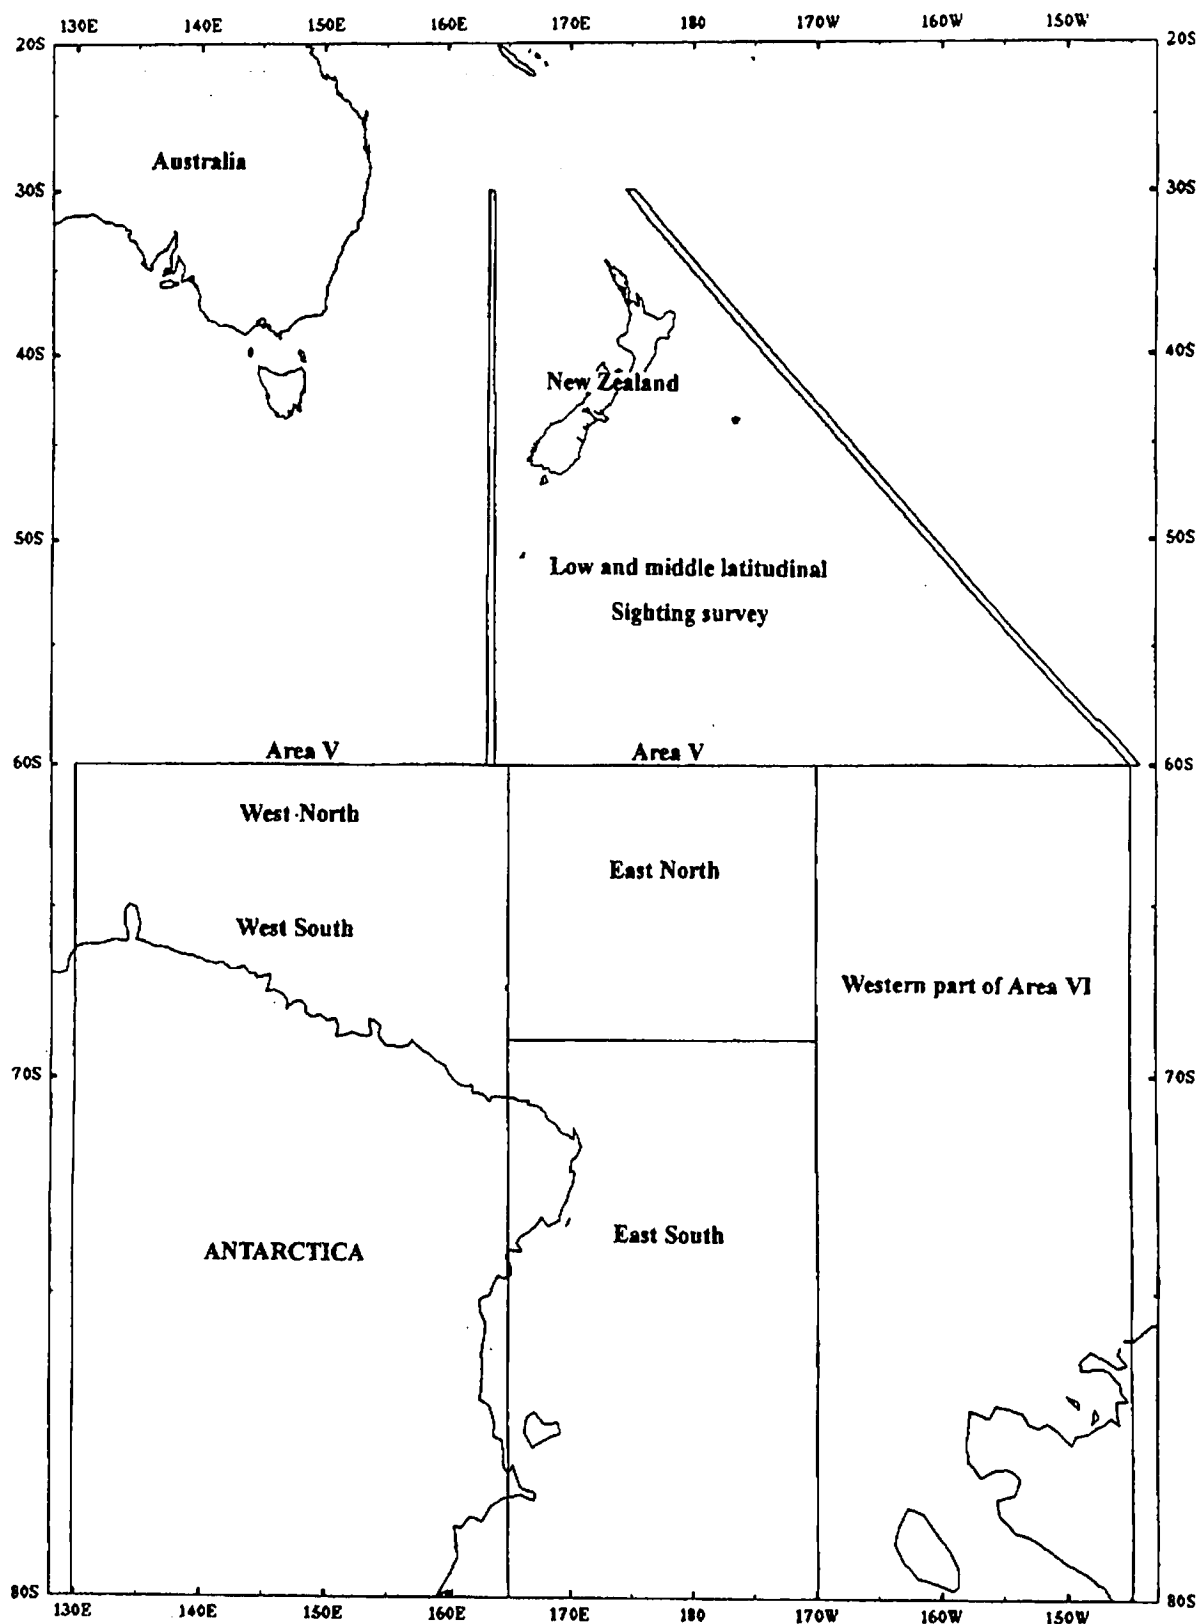 130E 140E 150E 160E 170E 180 170W 160W 150W
20S 20S
Australia
30S 30S
40S 40S
New Zealand
50S 50S
Low and middle latitudinal
Sighting survey
Area V Area V
60S 60S
West North
East North
West South
Western part of Area VI
70S 70S
East South
ANTARCTICA
80S 80S
130E 140E 150E 160E 170E 180 170W 160W 150W